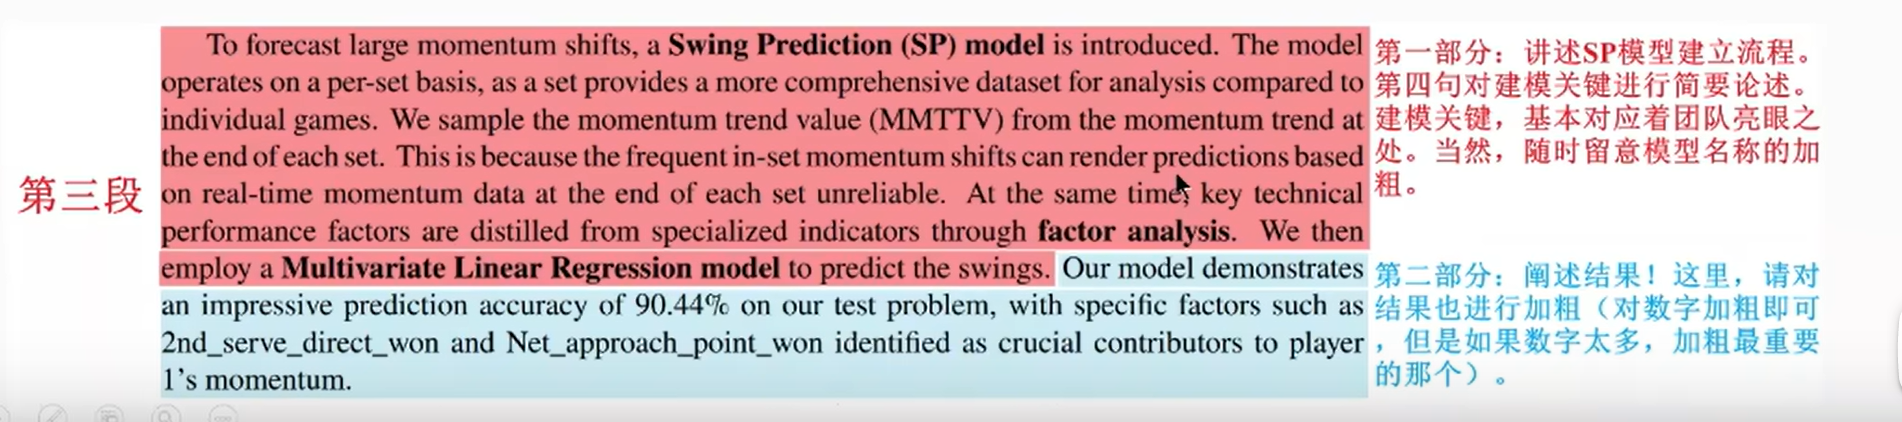 第三段
To forecast large momentum shifts, a Swing Prediction (SP) model is introduced. The model
operates on a per-set basis, as a set provides a more comprehensive dataset for analysis compared to
individual games. We sample the momentum trend value (MMTTV) from the momentum trend at
the end of each set. This is because the frequent in-set momentum shifts can render predictions based
on real-time momentum data at the end of each set unreliable. At the same time, key technical
performance factors are distilled from specialized indicators through factor analysis. We then
employ a Multivariate Linear Regression model to predict the swings. Our model demonstrates
an impressive prediction accuracy of 90.44% on our test problem, with specific factors such as
2nd_serve_direct_won and Net_approach_point_won identified as crucial contributors to player
1's momentum.
第一部分：讲述SP模型建立流程。
第四句对建模关键进行简要论述。
建模关键，基本对应着团队亮眼之
处。当然，随时留意模型名称的加
粗。
第二部分：阐述结果！这里，请对
结果也进行加粗（对数字加粗即可
，但是如果数字太多，加粗最重要
的那个）。